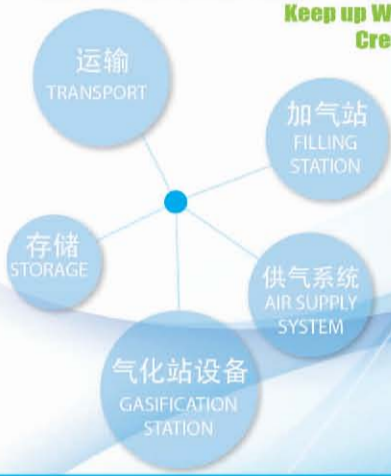 Keep up W
Cre
运输
TRANSPORT
加气站
FILLING
STATION
存储
STORAGE
供气系统
AIR SUPPLY
SYSTEM
气化站设备
GASIFICATION
STATION